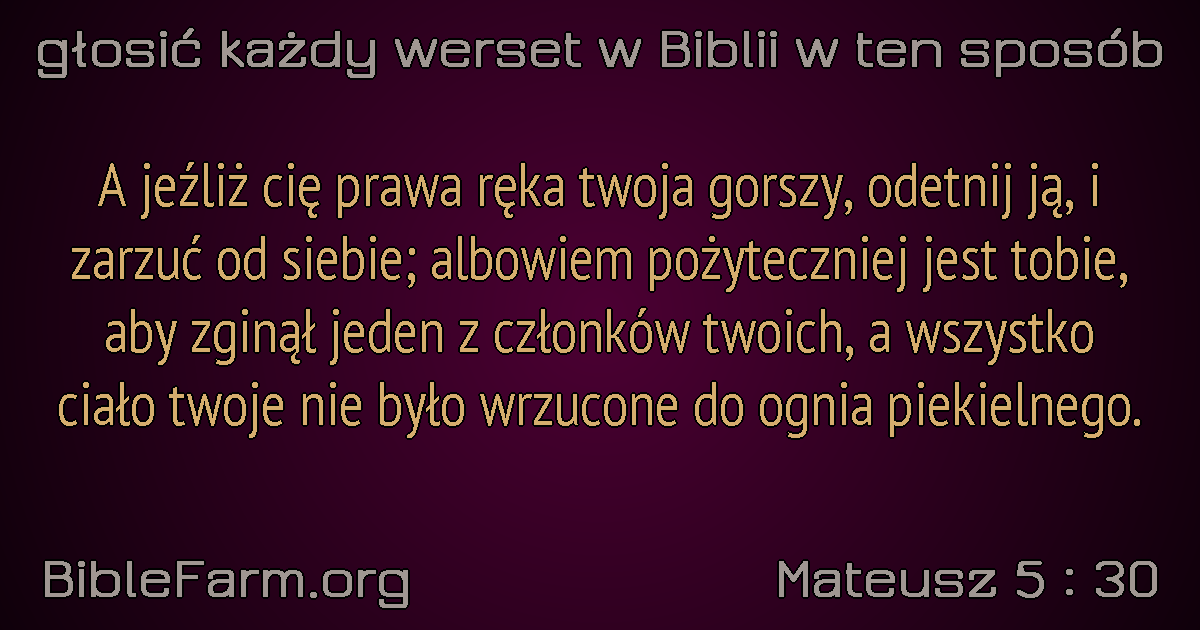 głosić każdy werset w Biblii w ten sposób
A jeźliż cię prawa ręka twoja gorszy, odetnij ją, i
zarzuć od siebie; albowiem pożyteczniej jest tobie,
aby zginął jeden z członków twoich, a wszystko
ciało twoje nie było wrzucone do ognia piekielnego.
BibleFarm.org
Mateusz 5 : 30